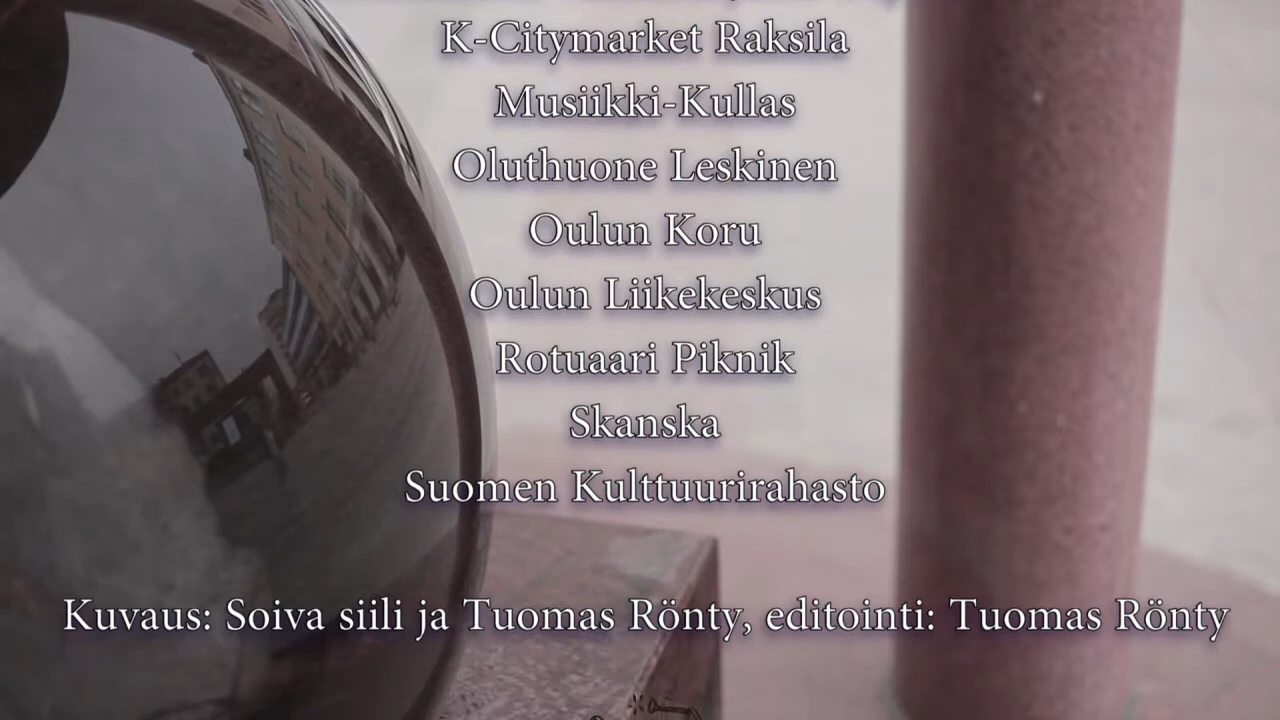 K-Citymarket Raksila
Musiikki-Kullas
Oluthuone Leskinen
Oulun Koru
Oulun Liikekeskus
Rotuaari Piknik
Skanska
Suomen Kulttuurirahasto
Kuvaus: Soiva siili ja Tuomas Rönty, editointi: Tuomas Rönty